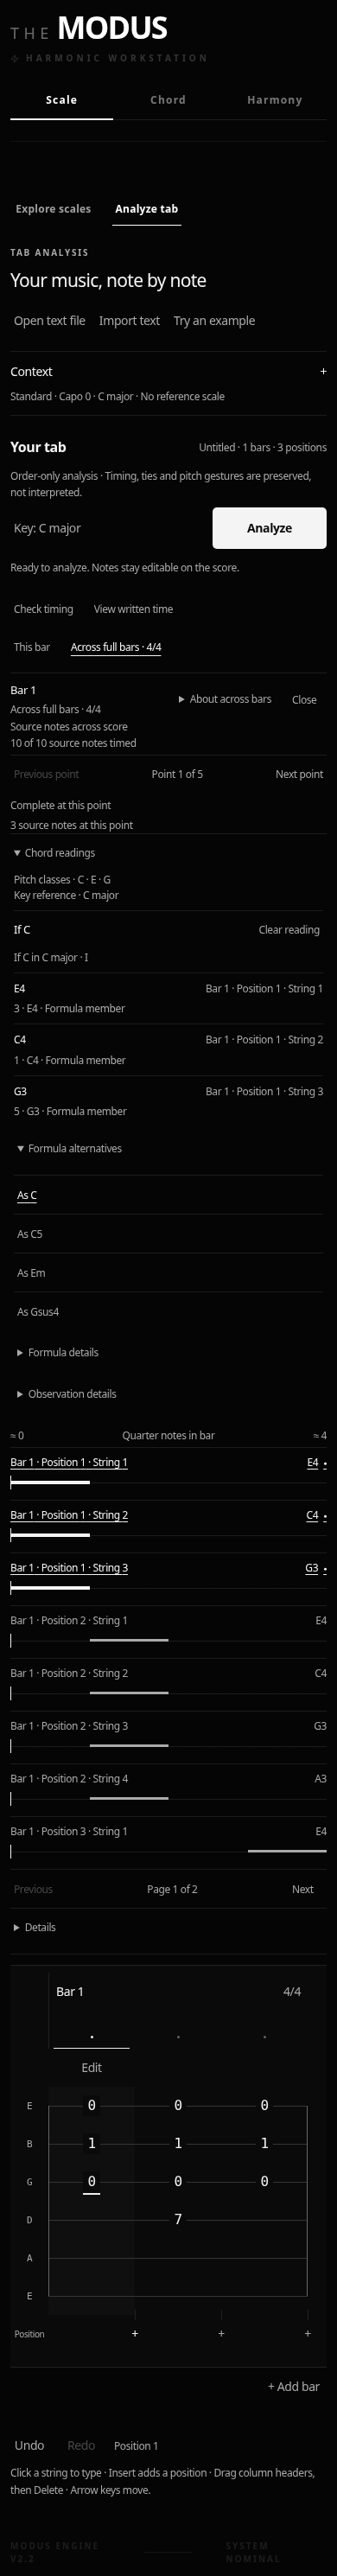 THE MODUS
HARMONIC WORKSTATION
Scale Chord Harmony
Explore scales Analyze tab
TAB ANALYSIS
Your music, note by note
Open text file Import text Try an example
Context +
Standard · Capo 0 · C major · No reference scale
Your tab Untitled · 1 bars · 3 positions
Order-only analysis · Timing, ties and pitch gestures are preserved,
not interpreted.
Key: C major Analyze
Ready to analyze. Notes stay editable on the score.
Check timing View written time
This bar Across full bars · 4/4
Bar 1 ▶ About across bars Close
Across full bars · 4/4
Source notes across score
10 of 10 source notes timed
Previous point Point 1 of 5 Next point
Complete at this point
3 source notes at this point
▼ Chord readings
Pitch classes · C · E · G
Key reference · C major
If C Clear reading
If C in C major · I
E4 Bar 1 · Position 1 · String 1
3 · E4 · Formula member
C4 Bar 1 · Position 1 · String 2
1 · C4 · Formula member
G3 Bar 1 · Position 1 · String 3
5 · G3 · Formula member
▼ Formula alternatives
As C
As C5
As Em
As Gsus4
▶ Formula details
▶ Observation details
≈ 0 Quarter notes in bar ≈ 4
Bar 1 · Position 1 · String 1 E4 •
Bar 1 · Position 1 · String 2 C4 •
Bar 1 · Position 1 · String 3 G3 •
Bar 1 · Position 2 · String 1 E4
Bar 1 · Position 2 · String 2 C4
Bar 1 · Position 2 · String 3 G3
Bar 1 · Position 2 · String 4 A3
Bar 1 · Position 3 · String 1 E4
Previous Page 1 of 2 Next
▶ Details
Bar 1 4/4
· · ·
Edit
E 0 0 0
B 1 1 1
G 0 0 0
D 7
A
E
Position + + +
+ Add bar
Undo Redo Position 1
Click a string to type · Insert adds a position · Drag column headers,
then Delete · Arrow keys move.
MODUS ENGINE SYSTEM
V2.2 NOMINAL